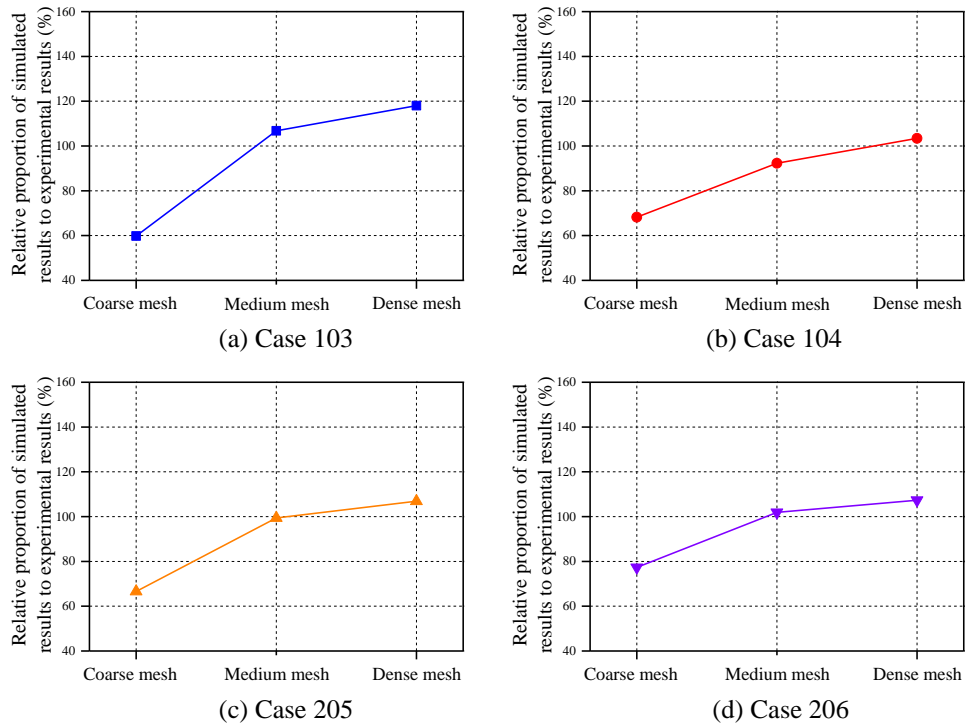 Relative proportion of simulated
results to experimental results (%)
160
140
120
100
80
60
40
Coarse mesh
Medium mesh
Dense mesh
(a) Case 103
Relative proportion of simulated
results to experimental results (%)
160
140
120
100
80
60
40
Coarse mesh
Medium mesh
Dense mesh
(b) Case 104
Relative proportion of simulated
results to experimental results (%)
160
140
120
100
80
60
40
Coarse mesh
Medium mesh
Dense mesh
(c) Case 205
Relative proportion of simulated
results to experimental results (%)
160
140
120
100
80
60
40
Coarse mesh
Medium mesh
Dense mesh
(d) Case 206